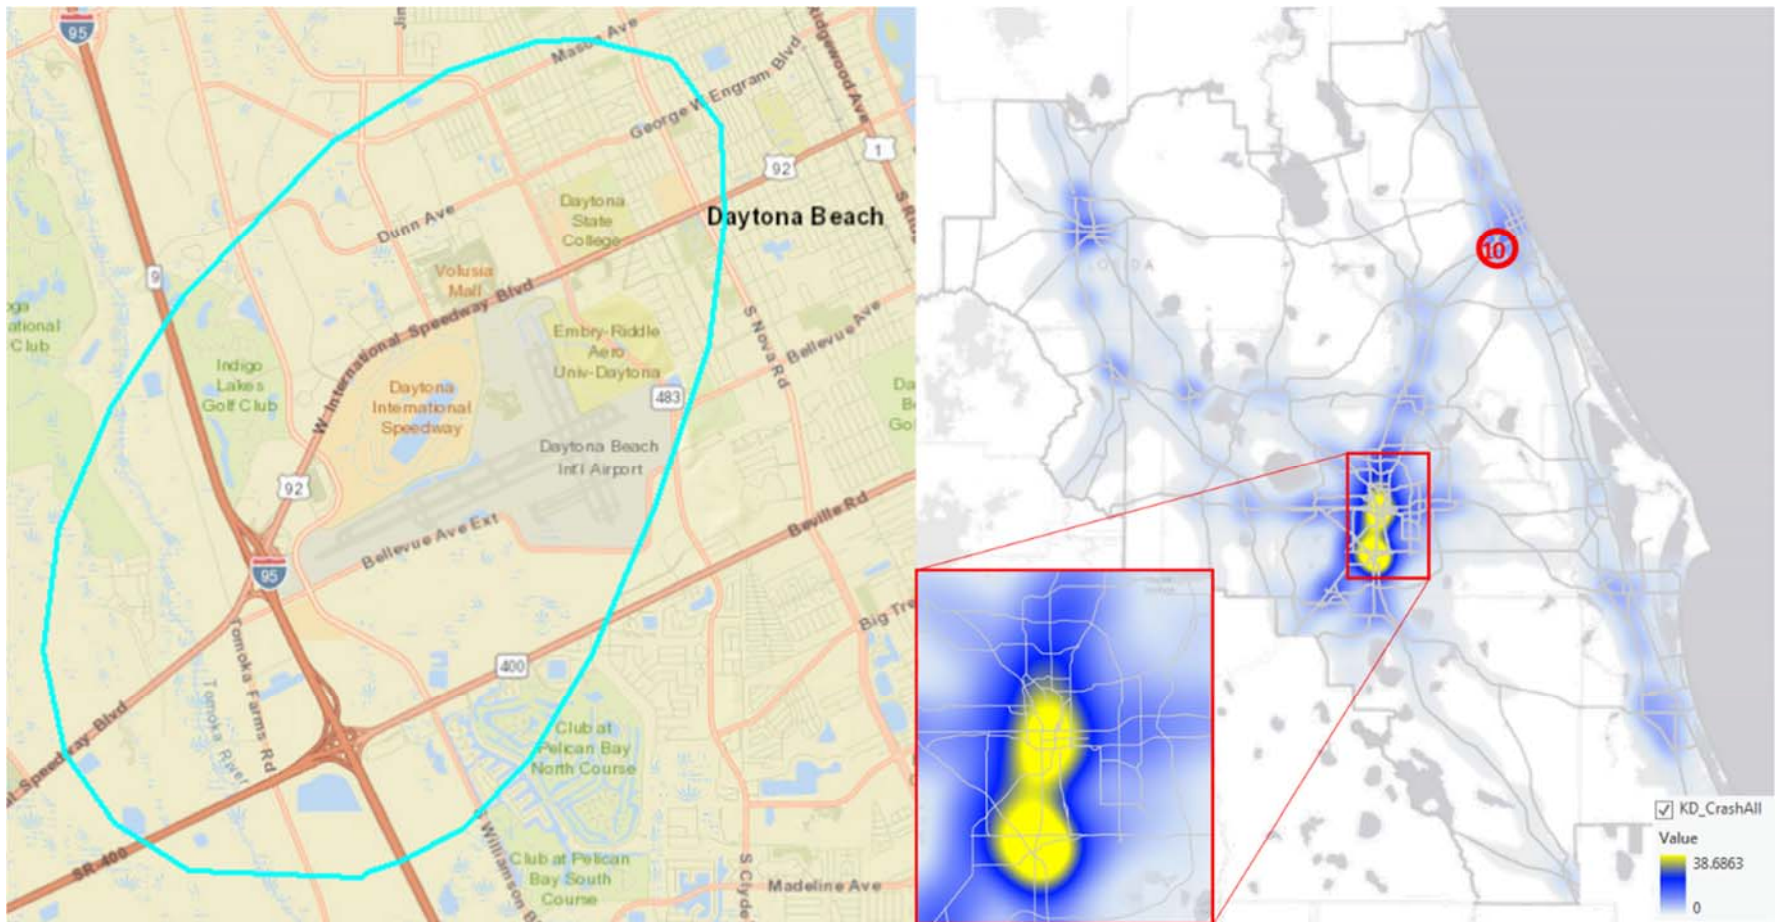 95
Mason Ave
George W Engram Blvd
Ridgewood Ave
1
92
Daytona
State
College
Daytona Beach
Dunn Ave
9
Volusia
Mall
W International Speedway Blvd
Embry-Riddle
Aero
Univ-Daytona
S Nova Rd
Bellevue Ave
ational
Club
Indigo
Lakes
Golf Club
Daytona
International
Speedway
483
Daytona Beach
Int'l Airport
92
Bellevue Ave Ext
Beville Rd
95
Big Tre
Tomoka Farms Rd
Tomoka River
400
al Speedway Blvd
Club at
Pelican Bay
North Course
SR 400
S Williamson B
Club at Pelican
Bay South
Course
S Clyde
Madeline Ave
10
KD_CrashAll
Value
38.6863
0